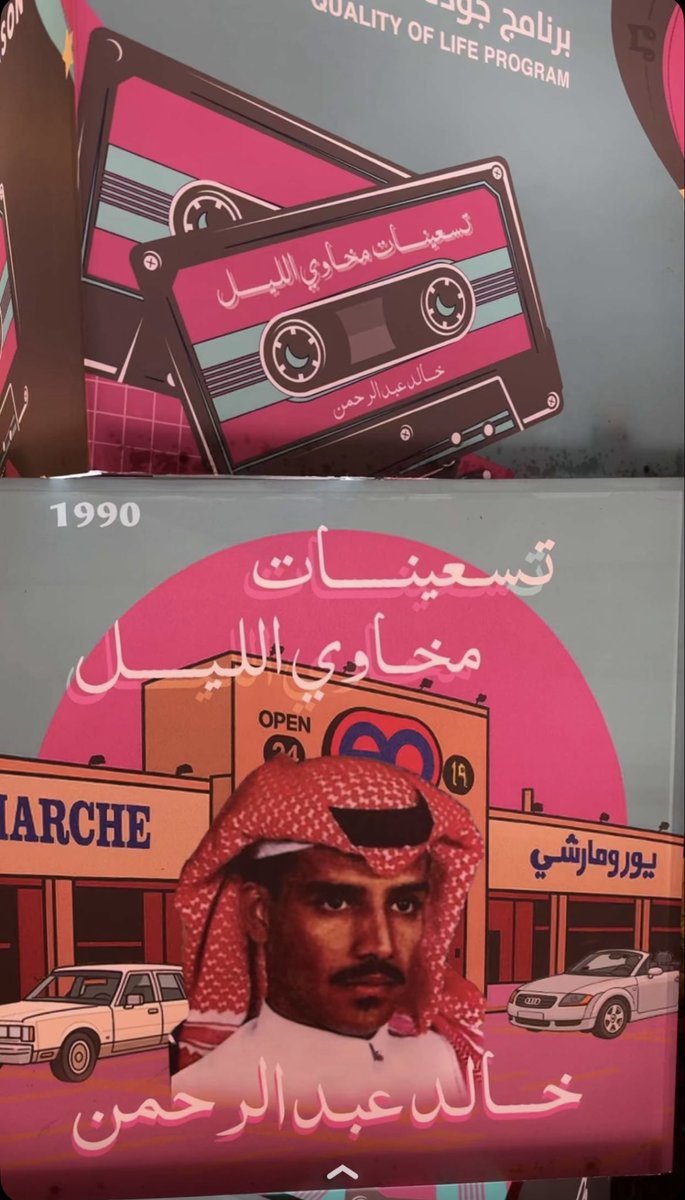 SON
برنامج جودة
QUALITY OF LIFE PROGRAM
تسعينات مخاوي الليل
خالد عبدالرحمن
1990
تسعينات
مخاوي الليل
OPEN
24
١٩
MARCHE
يورومارشي
خالد عبدالرحمن